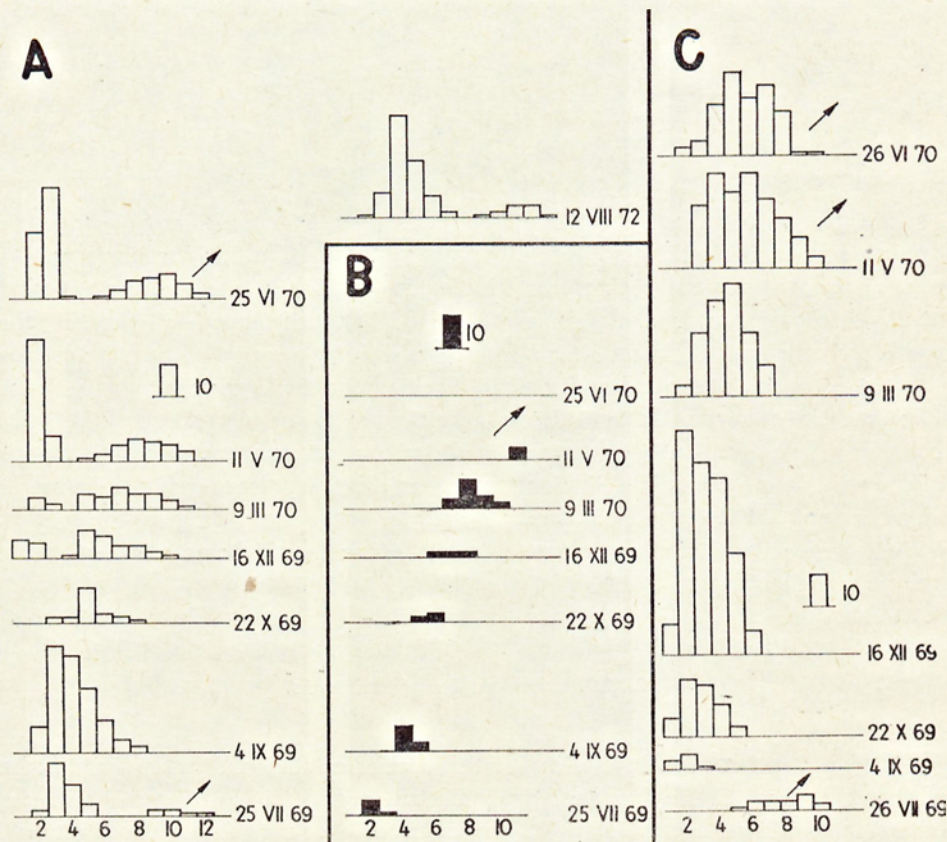 A
12 VIII 72
25 VI 70
10
11 V 70
9 III 70
16 XII 69
22 X 69
4 IX 69
25 VII 69
2 4 6 8 10 12
B
10
25 VI 70
11 V 70
9 III 70
16 XII 69
22 X 69
4 IX 69
25 VII 69
2 4 6 8 10
C
26 VI 70
11 V 70
9 III 70
10
16 XII 69
22 X 69
4 IX 69
26 VII 69
2 4 6 8 10